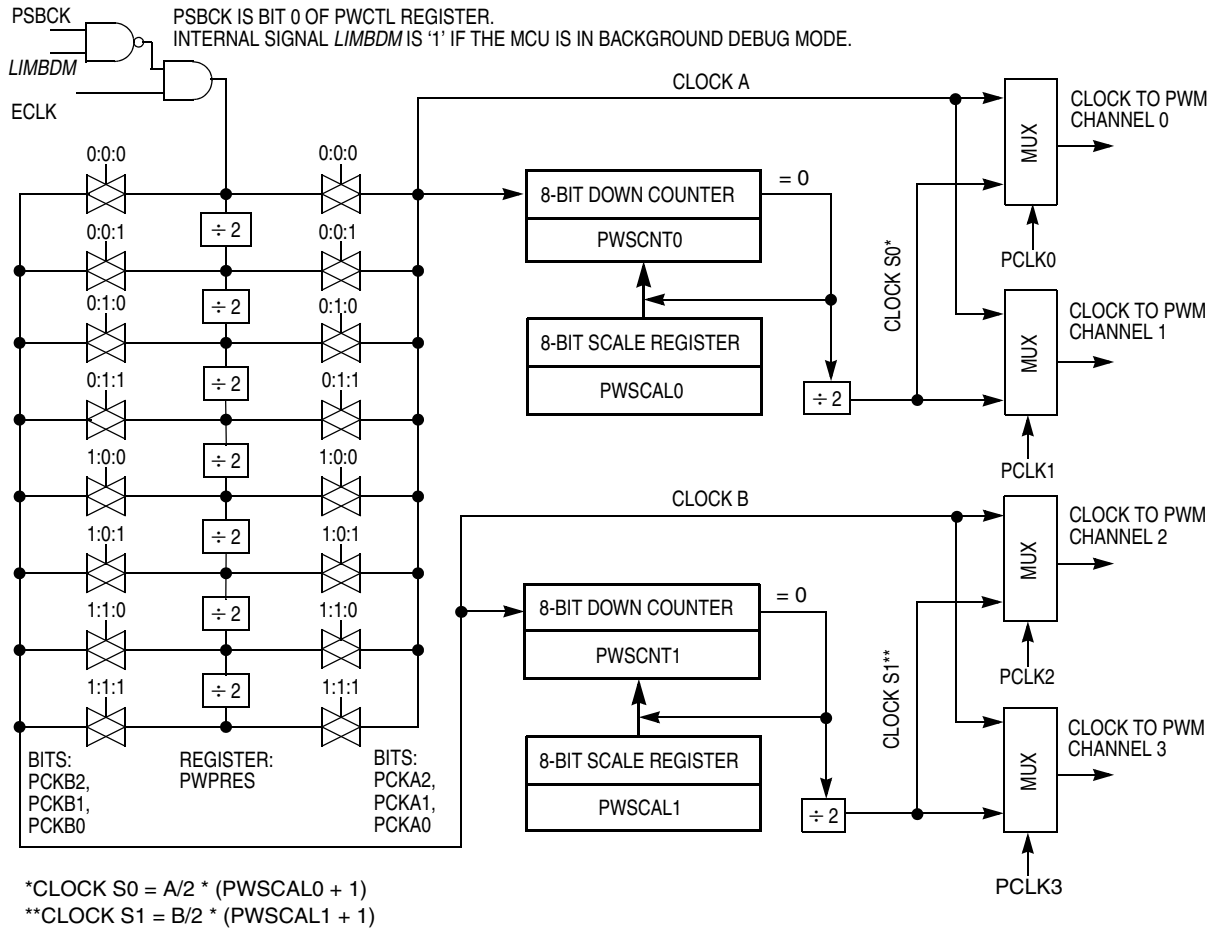 PSBCK
PSBCK IS BIT 0 OF PWCTL REGISTER.
INTERNAL SIGNAL LIMBDM IS ‘1’ IF THE MCU IS IN BACKGROUND DEBUG MODE.
LIMBDM
ECLK
CLOCK A
CLOCK TO PWM
CHANNEL 0
MUX
PCLK0
0:0:0
0:0:0
÷ 2
0:0:1
0:0:1
÷ 2
0:1:0
0:1:0
÷ 2
0:1:1
0:1:1
÷ 2
1:0:0
1:0:0
÷ 2
1:0:1
1:0:1
÷ 2
1:1:0
1:1:0
÷ 2
1:1:1
1:1:1
BITS:
PCKB2,
PCKB1,
PCKB0
REGISTER:
PWPRES
BITS:
PCKA2,
PCKA1,
PCKA0
8-BIT DOWN COUNTER
= 0
PWSCNT0
8-BIT SCALE REGISTER
PWSCAL0
÷ 2
CLOCK S0*
CLOCK TO PWM
CHANNEL 1
MUX
PCLK1
CLOCK B
CLOCK TO PWM
CHANNEL 2
MUX
PCLK2
8-BIT DOWN COUNTER
= 0
PWSCNT1
8-BIT SCALE REGISTER
PWSCAL1
÷ 2
CLOCK S1**
CLOCK TO PWM
CHANNEL 3
MUX
PCLK3
*CLOCK S0 = A/2 * (PWSCAL0 + 1)
**CLOCK S1 = B/2 * (PWSCAL1 + 1)